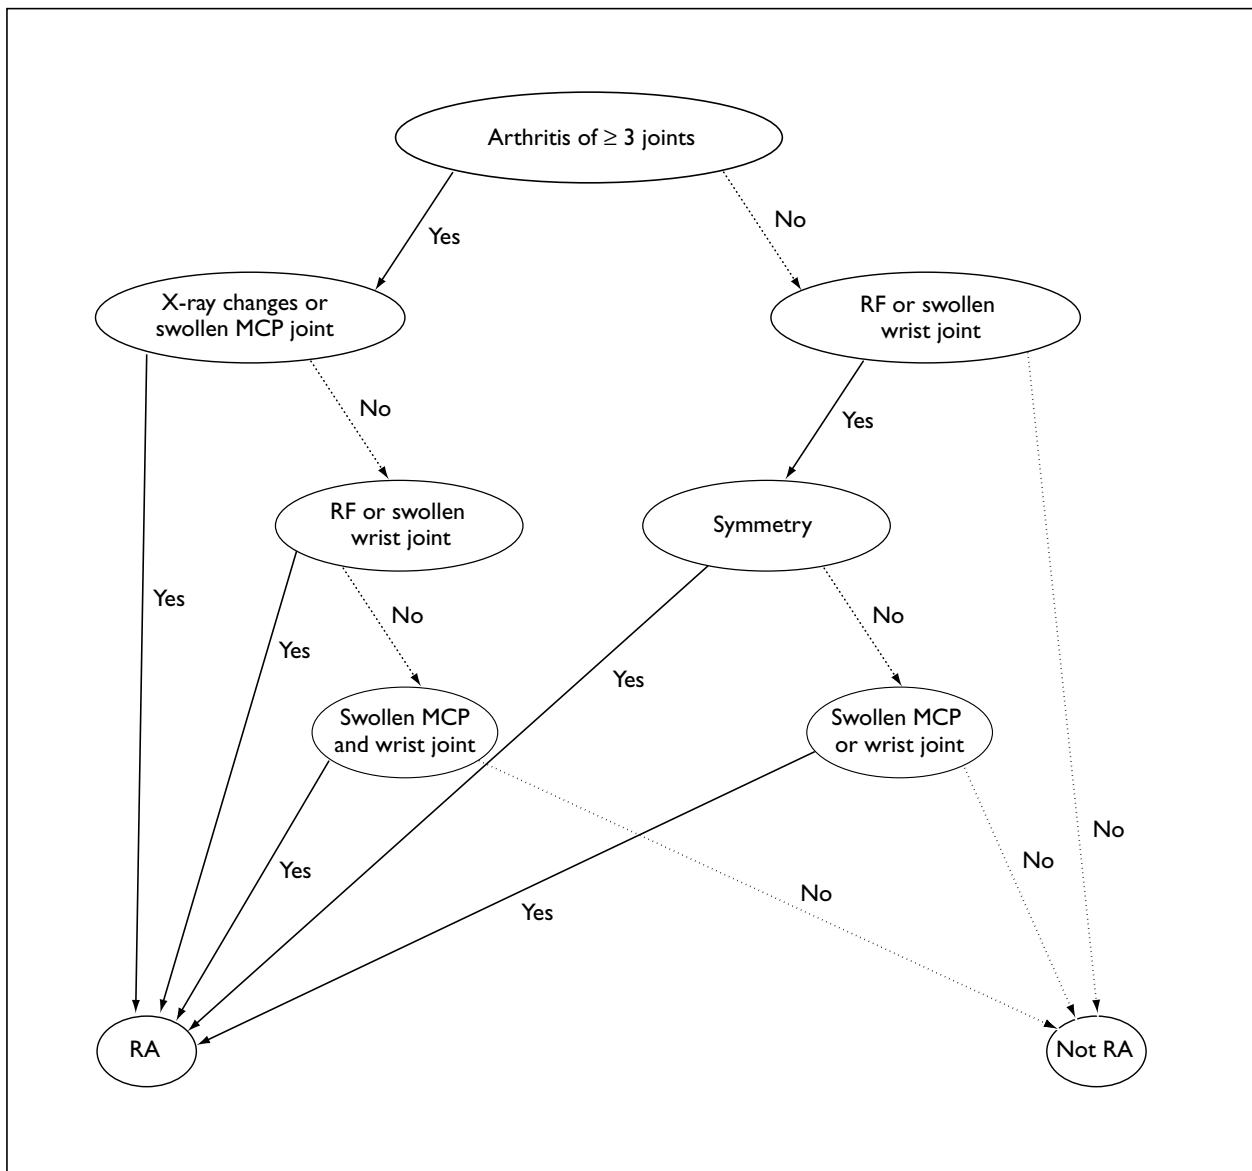 Arthritis of ≥ 3 joints
Yes
No
X-ray changes or
swollen MCP joint
RF or swollen
wrist joint
No
Yes
RF or swollen
wrist joint
Symmetry
Yes
No
No
Yes
Yes
Swollen MCP
and wrist joint
Swollen MCP
or wrist joint
No
No
Yes
No
Yes
RA
Not RA